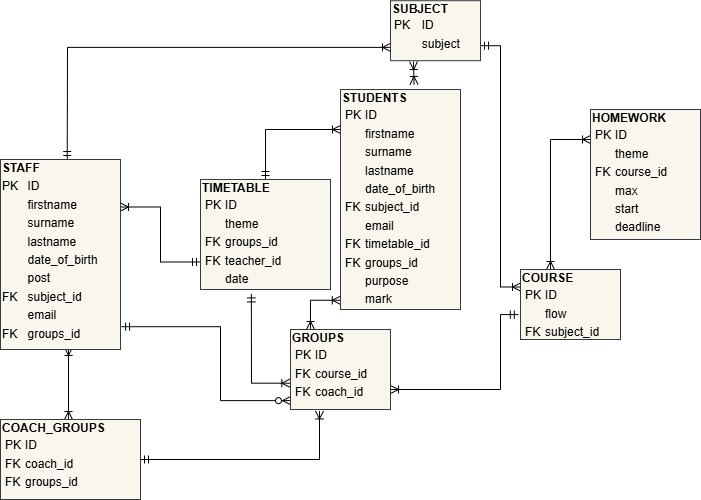 SUBJECT
PK ID
subject
STUDENTS
PK ID
firstname
surname
lastname
date_of_birth
FK subject_id
email
FK timetable_id
FK groups_id
purpose
mark
HOMEWORK
PK ID
theme
FK course_id
max
start
deadline
STAFF
PK ID
firstname
surname
lastname
date_of_birth
post
FK subject_id
email
FK groups_id
TIMETABLE
PK ID
theme
FK groups_id
FK teacher_id
date
COURSE
PK ID
flow
FK subject_id
GROUPS
PK ID
FK course_id
FK coach_id
COACH_GROUPS
PK ID
FK coach_id
FK groups_id